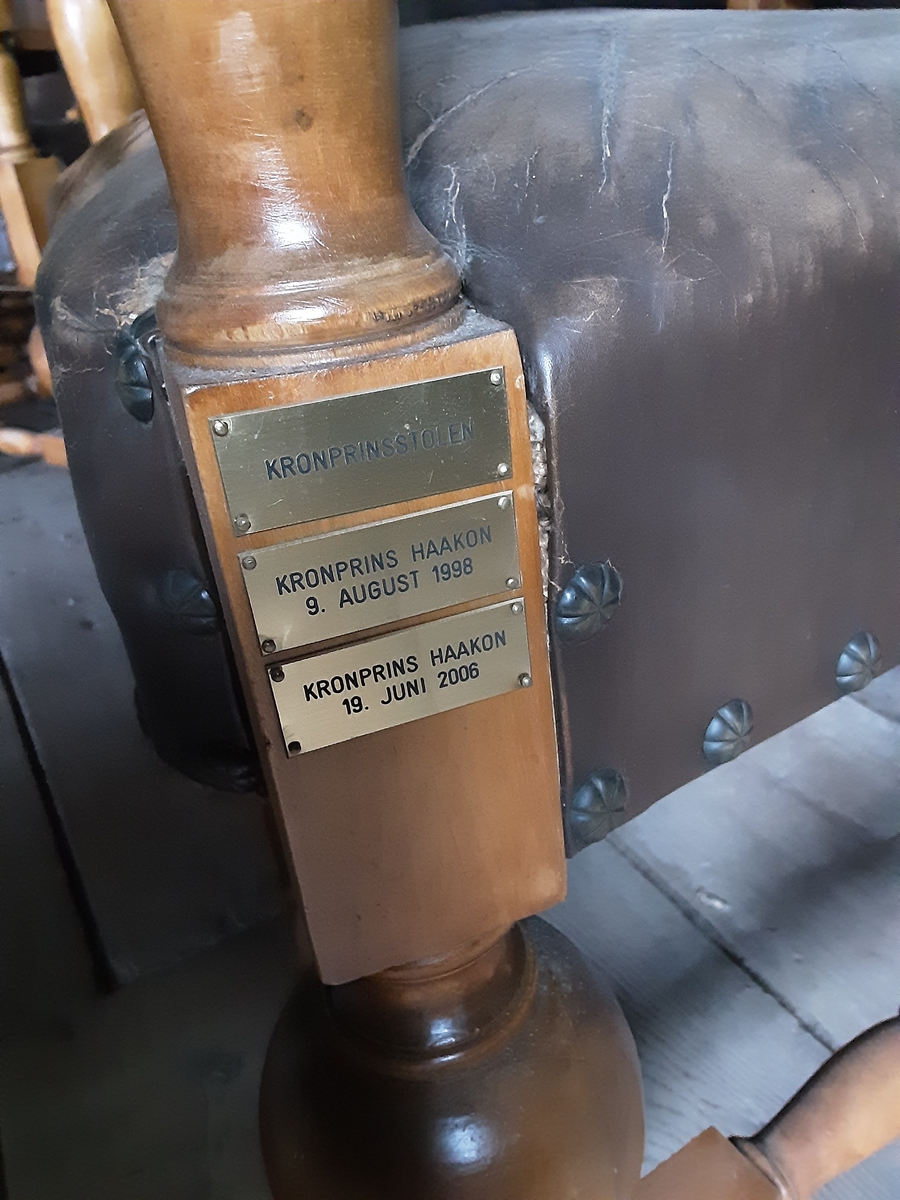 KRONPRINSSTOLEN
KRONPRINS HAAKON
9. AUGUST 1998
KRONPRINS HAAKON
19. JUNI 2006